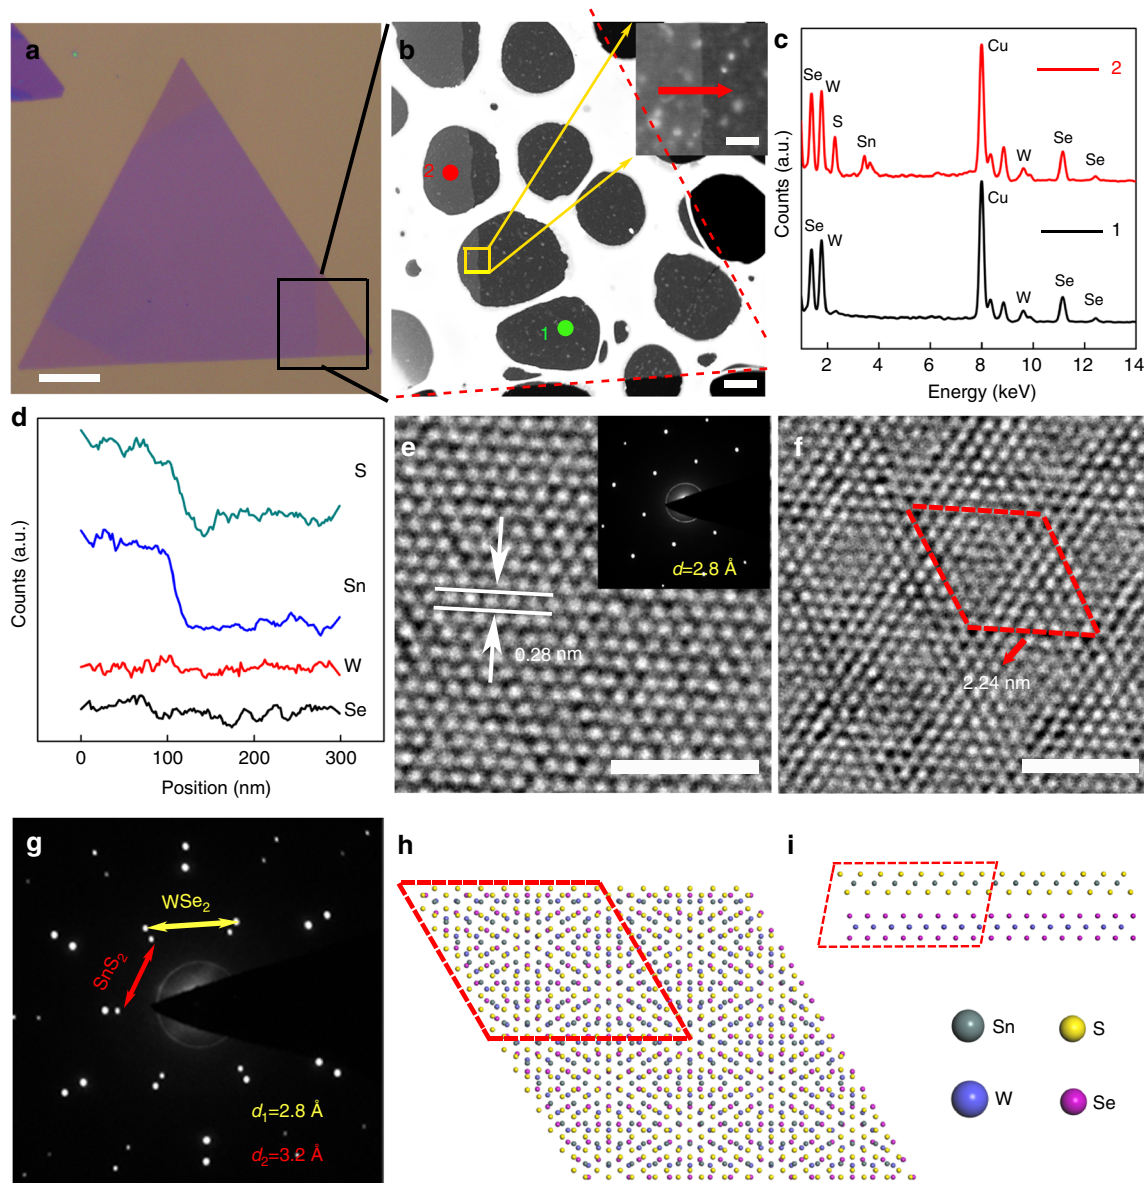 a
b
2
1
c
Se
W
S
Sn
Cu
W
Se
Se
2
Se
W
Cu
W
Se
Se
1
Counts (a.u.)
2 4 6 8 10 12 14
Energy (keV)
d
S
Sn
W
Se
Counts (a.u.)
0 100 200 300
Position (nm)
e
d=2.8 Å
0.28 nm
f
2.24 nm
g
WSe2
SnS2
d1=2.8 Å
d2=3.2 Å
h
i
Sn
S
W
Se